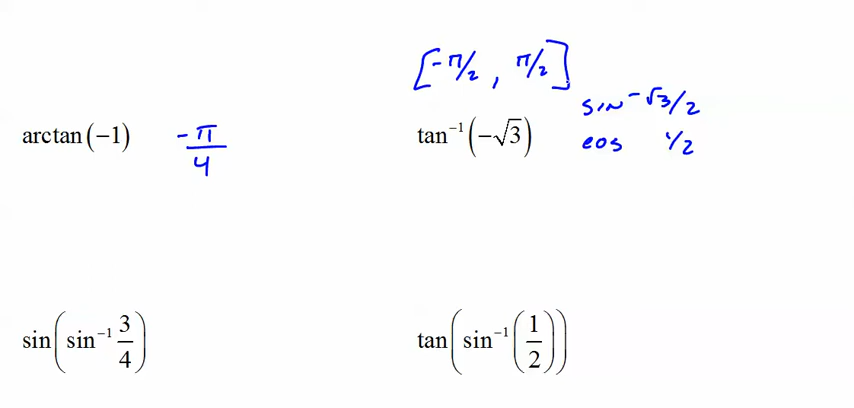 [-π/2, π/2]
sin -√3/2
arctan(−1) -π/4 tan⁻¹(−√3) cos 1/2
sin(sin⁻¹ 3/4) tan(sin⁻¹(1/2))